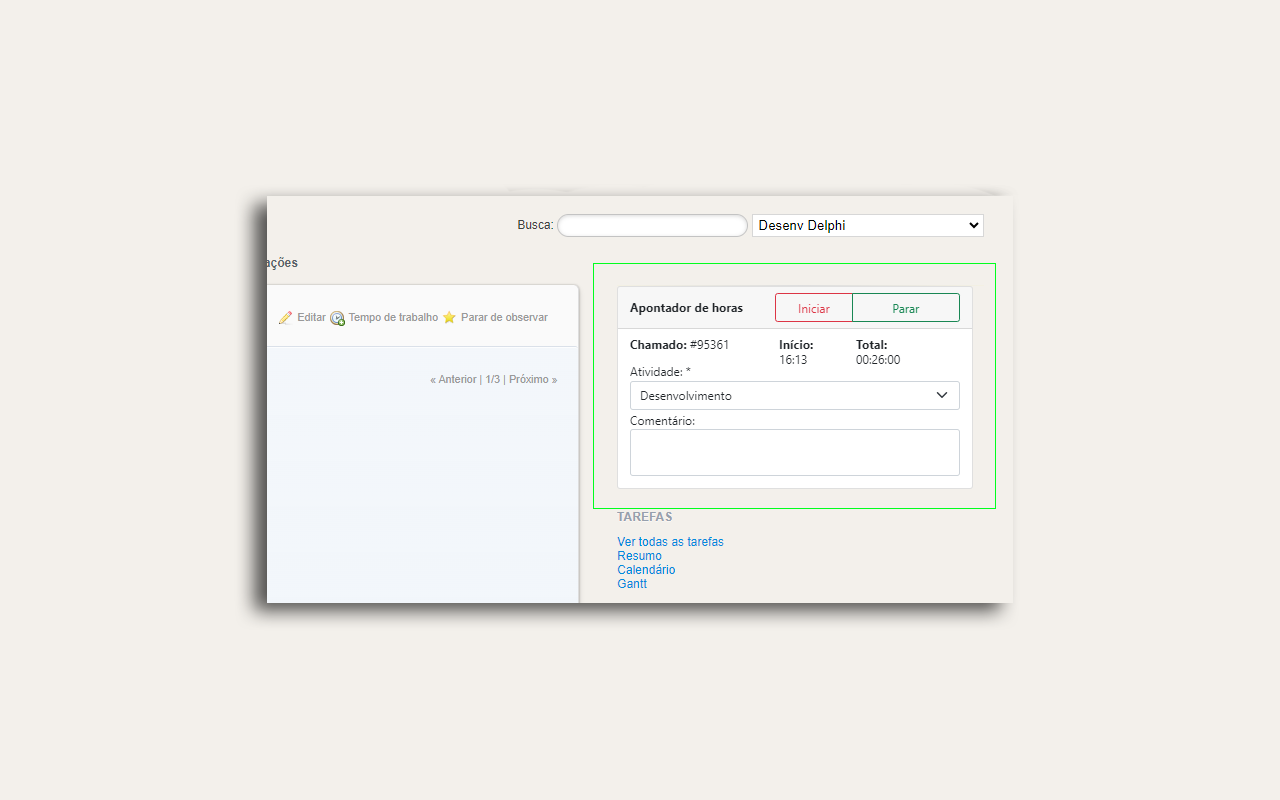 Busca: Desenv Delphi
ações
Editar Tempo de trabalho Parar de observar
« Anterior | 1/3 | Próximo »
Apontador de horas Iniciar Parar
Chamado: #95361 Início: Total:
16:13 00:26:00
Atividade: *
Desenvolvimento
Comentário:
TAREFAS
Ver todas as tarefas
Resumo
Calendário
Gantt